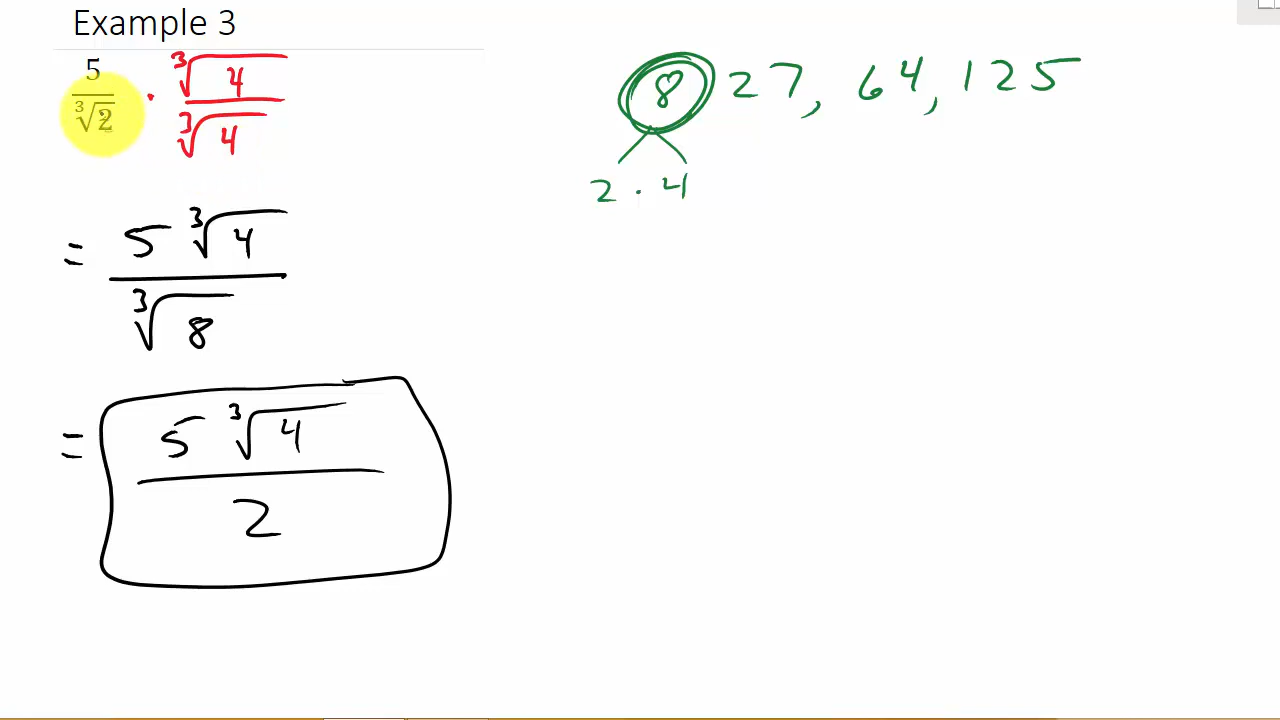 Example 3
5/∛2 · ∛4/∛4
8 27, 64, 125
2 · 4
= 5 ∛4 / ∛8
= 5 ∛4 / 2